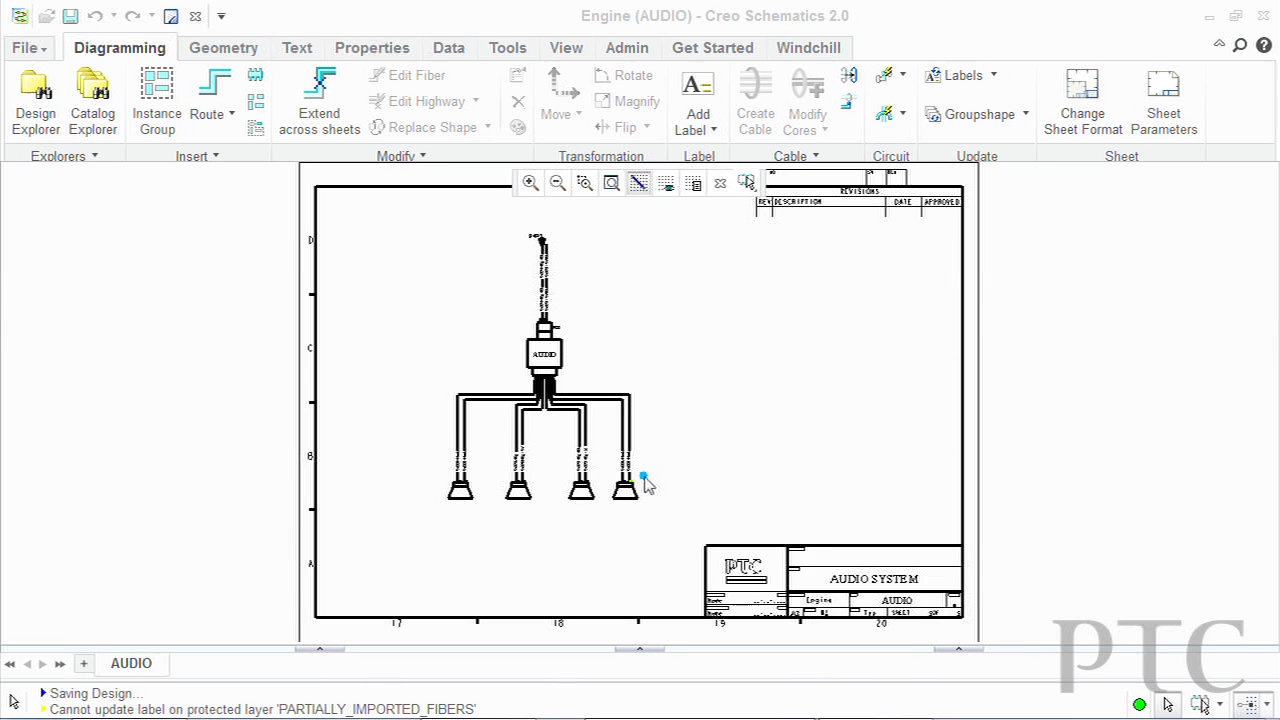 Engine (AUDIO) - Creo Schematics 2.0
File Diagramming Geometry Text Properties Data Tools View Admin Get Started Windchill
Design Explorer
Catalog Explorer
Instance Group
Route
Extend across sheets
Edit Fiber
Edit Highway
Replace Shape
Move
Rotate
Magnify
Flip
Add Label
Create Cable
Modify Cores
Labels
Groupshape
Change Sheet Format
Sheet Parameters
Explorers Insert Modify Transformation Label Cable Circuit Update Sheet
REVISIONS
REV DESCRIPTION DATE APPROVED
D
C
AUDIO
B
A
PTC
AUDIO SYSTEM
Engine AUDIO
SHEET
17 18 19 20
PTC
AUDIO
Saving Design...
Cannot update label on protected layer 'PARTIALLY_IMPORTED_FIBERS'